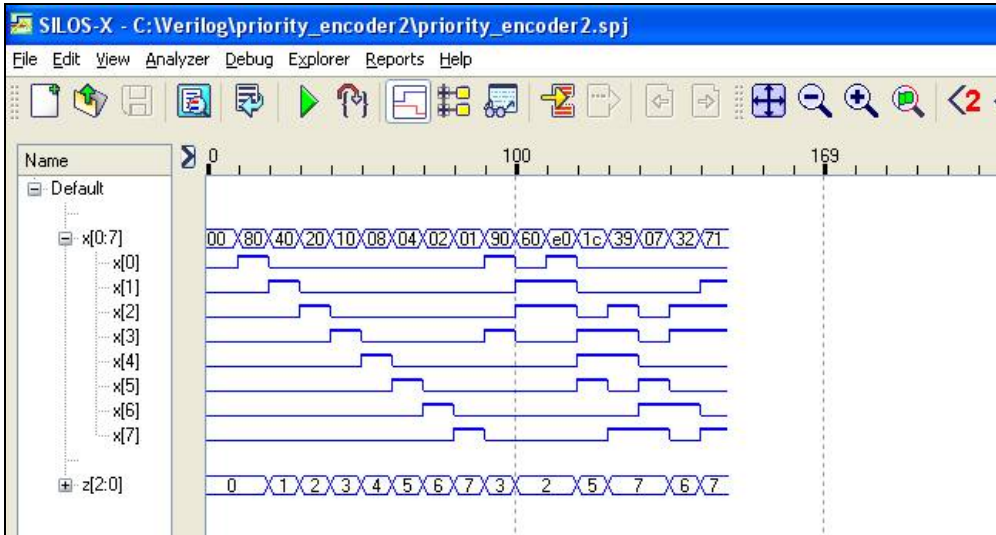 SILOS-X - C:\Verilog\priority_encoder2\priority_encoder2.spj
File Edit View Analyzer Debug Explorer Reports Help
2
Name
0 100 169
Default
x[0:7] 00 80 40 20 10 08 04 02 01 90 60 e0 1c 39 07 32 71
x[0]
x[1]
x[2]
x[3]
x[4]
x[5]
x[6]
x[7]
z[2:0] 0 1 2 3 4 5 6 7 3 2 5 7 6 7